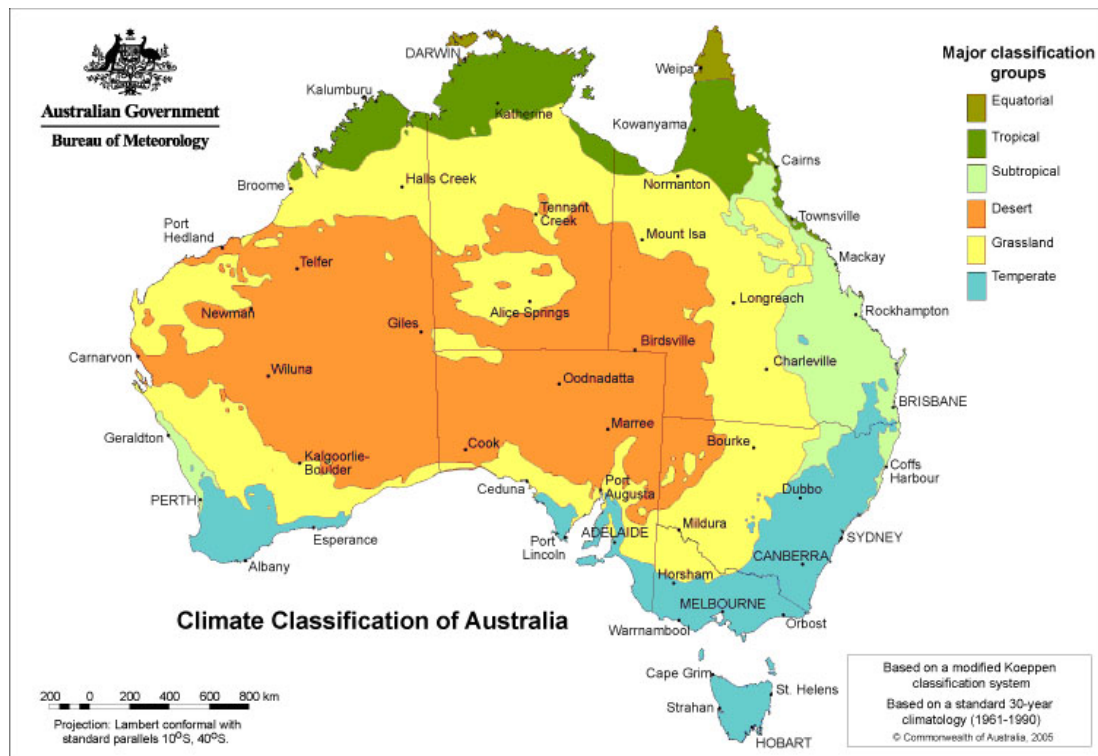 Australian Government
Bureau of Meteorology
Major classification
groups
Equatorial
Tropical
Subtropical
Desert
Grassland
Temperate
DARWIN
Weipa
Kalumburu
Katherine
Kowanyama
Cairns
Halls Creek
Normanton
Broome
Tennant
Creek
Townsville
Port
Hedland
Mount Isa
Mackay
Telfer
Longreach
Newman
Alice Springs
Rockhampton
Giles
Birdsville
Carnarvon
Wiluna
Charleville
Oodnadatta
BRISBANE
Marree
Geraldton
Cook
Bourke
Kalgoorlie-
Boulder
Coffs
Harbour
Ceduna
Port
Augusta
Dubbo
PERTH
Mildura
SYDNEY
Esperance
Port
Lincoln
ADELAIDE
CANBERRA
Albany
Horsham
MELBOURNE
Orbost
Warrnambool
Climate Classification of Australia
Cape Grim
St. Helens
Strahan
HOBART
200 0 200 400 600 800 km
Projection: Lambert conformal with
standard parallels 10°S, 40°S.
Based on a modified Koeppen
classification system
Based on a standard 30-year
climatology (1961-1990)
© Commonwealth of Australia, 2005